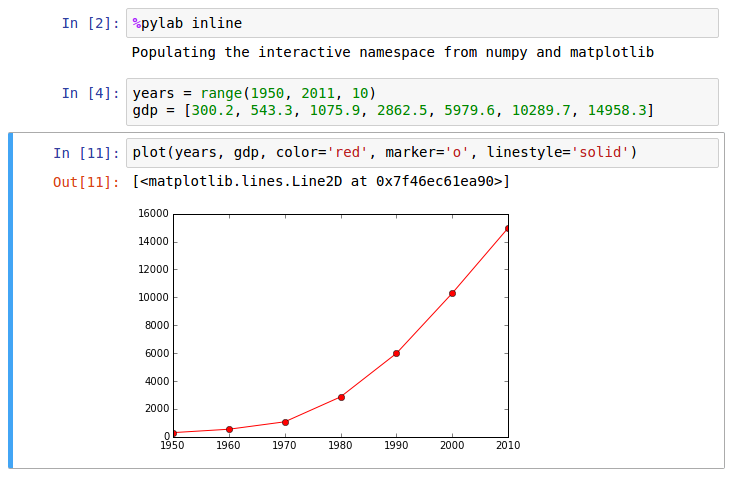 In [2]: %pylab inline
Populating the interactive namespace from numpy and matplotlib
In [4]: years = range(1950, 2011, 10)
gdp = [300.2, 543.3, 1075.9, 2862.5, 5979.6, 10289.7, 14958.3]
In [11]: plot(years, gdp, color='red', marker='o', linestyle='solid')
Out[11]: [<matplotlib.lines.Line2D at 0x7f46ec61ea90>]
16000
14000
12000
10000
8000
6000
4000
2000
0
1950 1960 1970 1980 1990 2000 2010